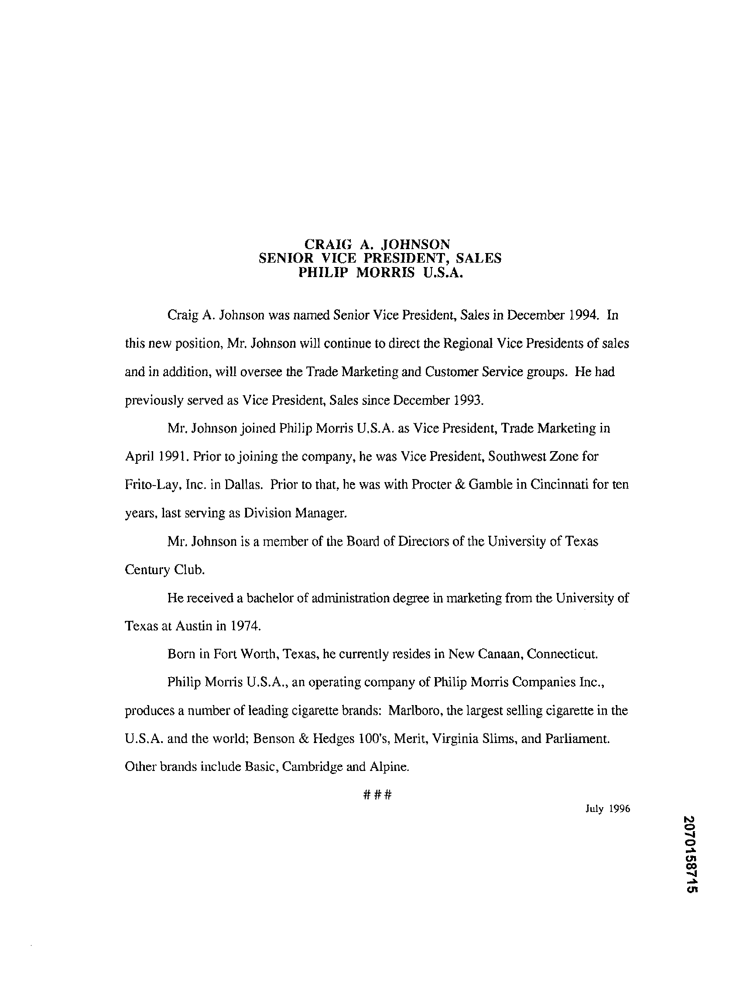 CRAIG A. JOHNSON
SENIOR VICE PRESIDENT, SALES
PHILIP MORRIS U.S.A.
Craig A. Johnson was named Senior Vice President, Sales in December 1994. In
this new position, Mr. Johnson will continue to direct the Regional Vice Presidents of sales
and in addition, will oversee the Trade Marketing and Customer Service groups. He had
previously served as Vice President, Sales since December 1993.
Mr. Johnson joined Philip Morris U.S.A. as Vice President, Trade Marketing in
April 1991. Prior to joining the company, he was Vice President, Southwest Zone for
Frito-Lay, Inc. in Dallas. Prior to that, he was with Procter & Gamble in Cincinnati for ten
years, last serving as Division Manager.
Mr. Johnson is a member of the Board of Directors of the University of Texas
Century Club.
He received a bachelor of administration degree in marketing from the University of
Texas at Austin in 1974.
Born in Fort Worth, Texas, he currently resides in New Canaan, Connecticut.
Philip Morris U.S.A., an operating company of Philip Morris Companies Inc.,
produces a number of leading cigarette brands: Marlboro, the largest selling cigarette in the
U.S.A. and the world; Benson & Hedges 100's, Merit, Virginia Slims, and Parliament.
Other brands include Basic, Cambridge and Alpine.
# # #
July 1996
2070158715